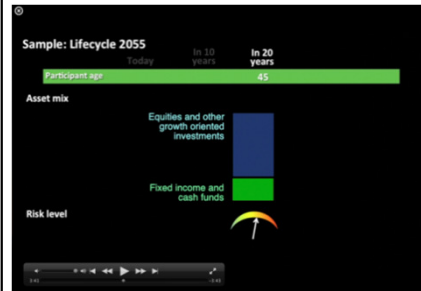 Sample: Lifecycle 2055
Today
In 10
years
In 20
years
Participant age
45
Asset mix
Equities and other
growth oriented
investments
Fixed income and
cash funds
Risk level